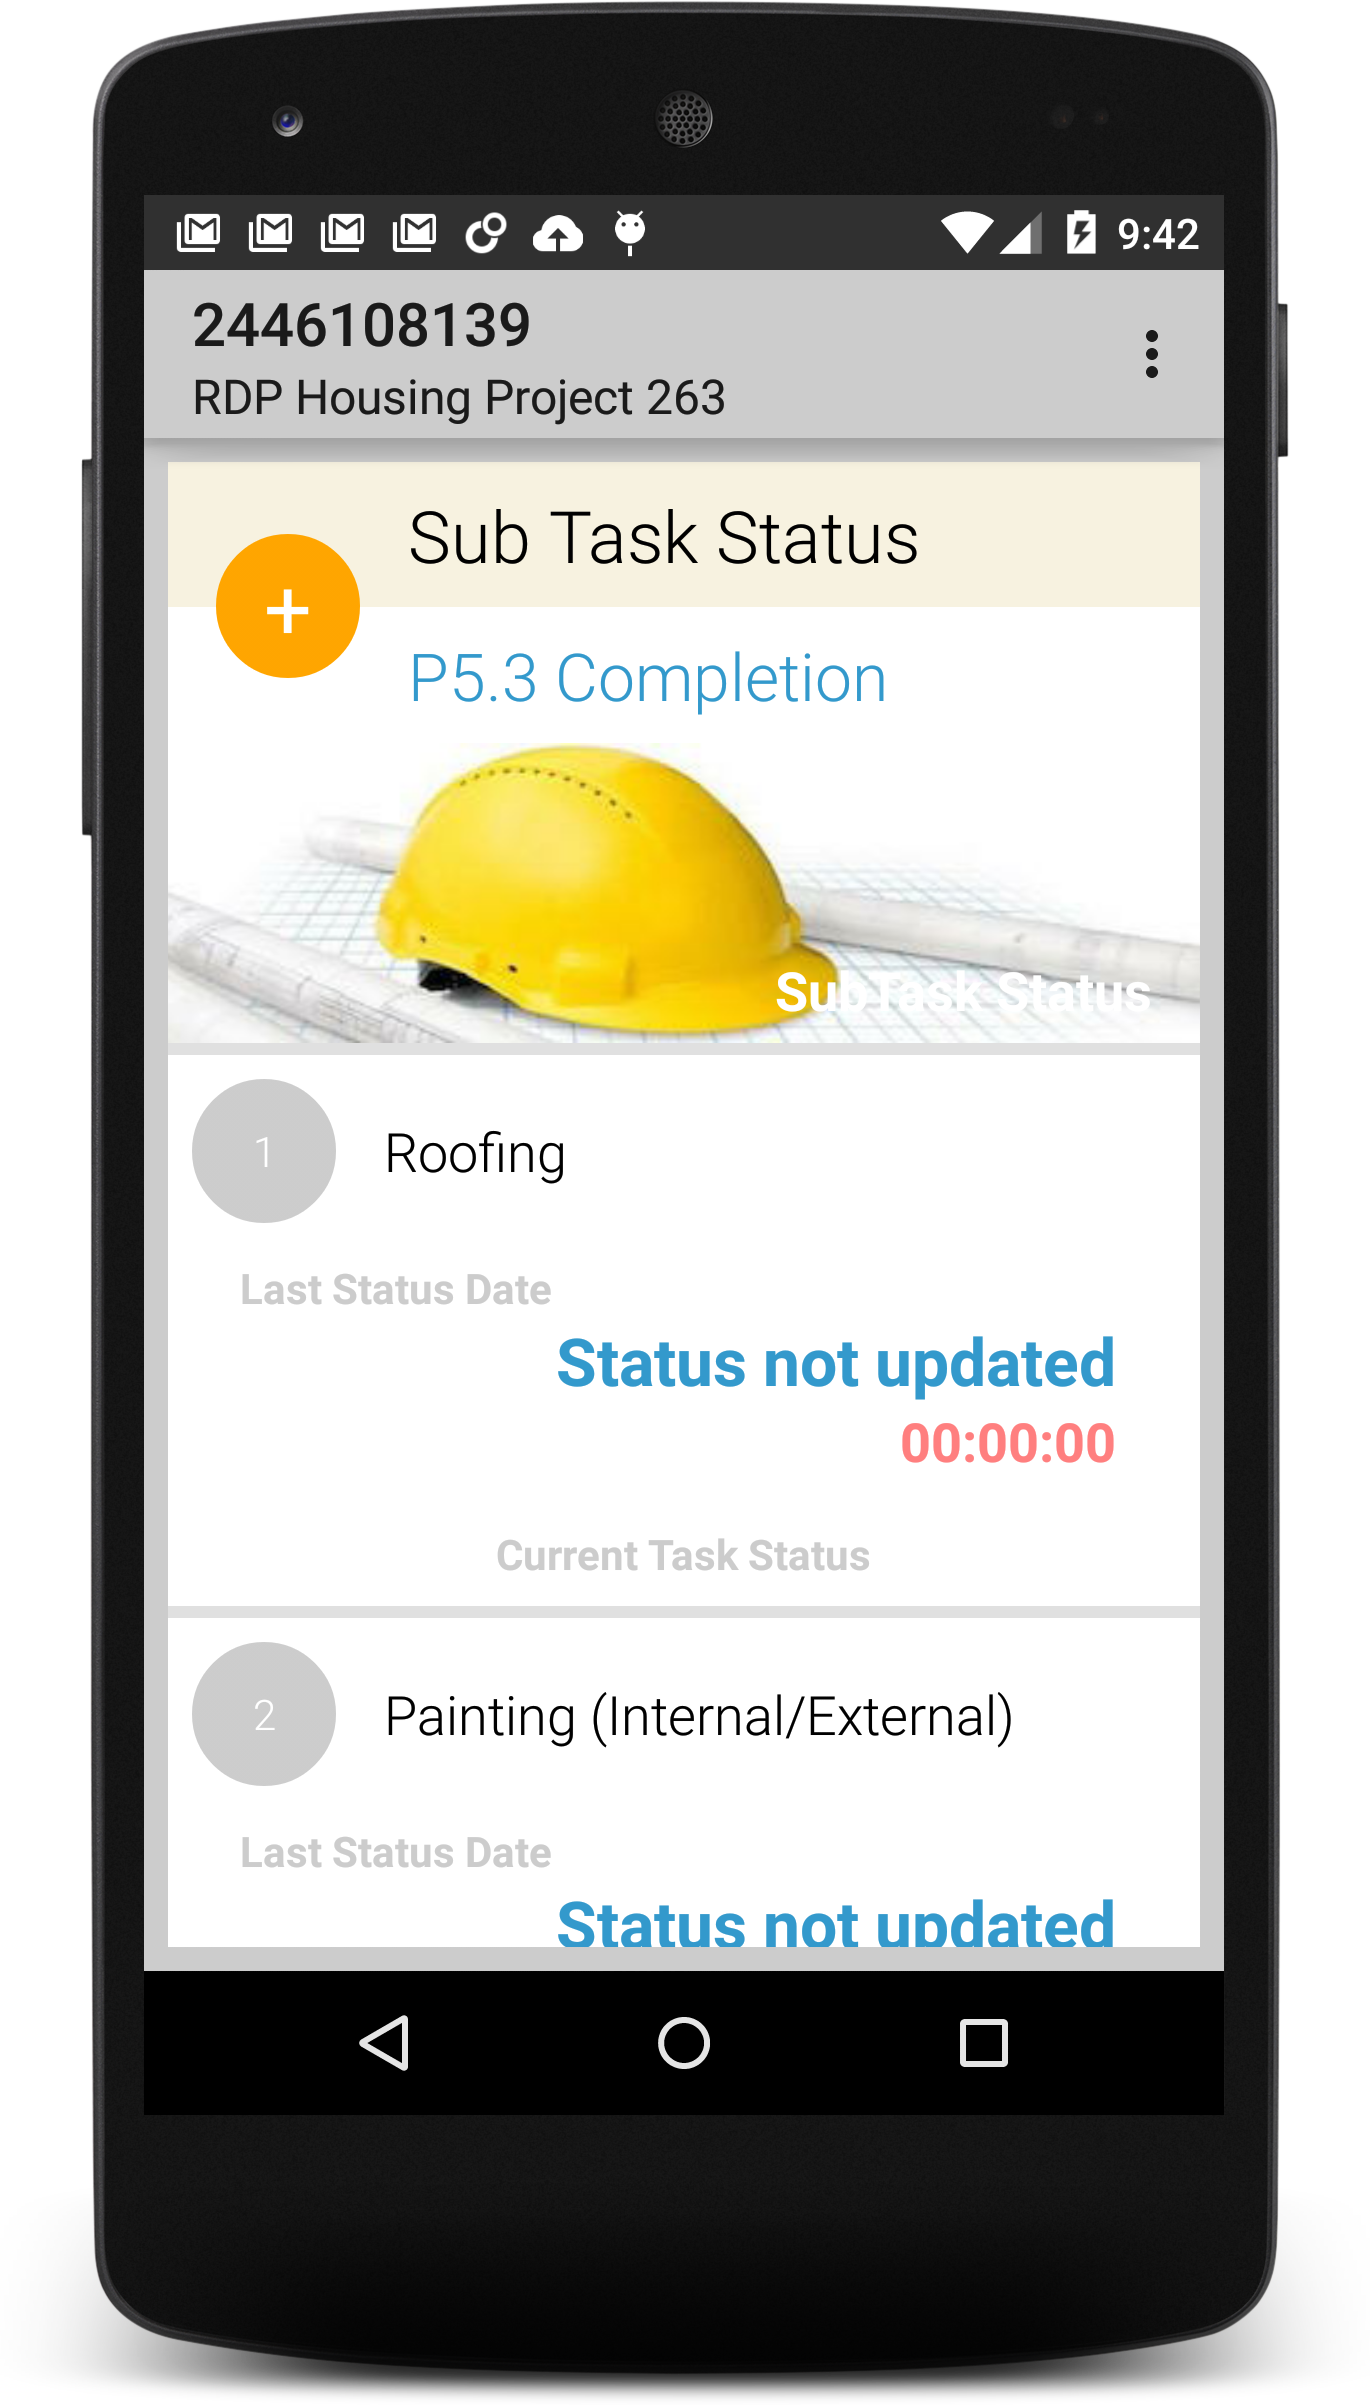 9:42
2446108139
RDP Housing Project 263
Sub Task Status
+
P5.3 Completion
SubTask Status
1
Roofing
Last Status Date
Status not updated
00:00:00
Current Task Status
2
Painting (Internal/External)
Last Status Date
Status not updated